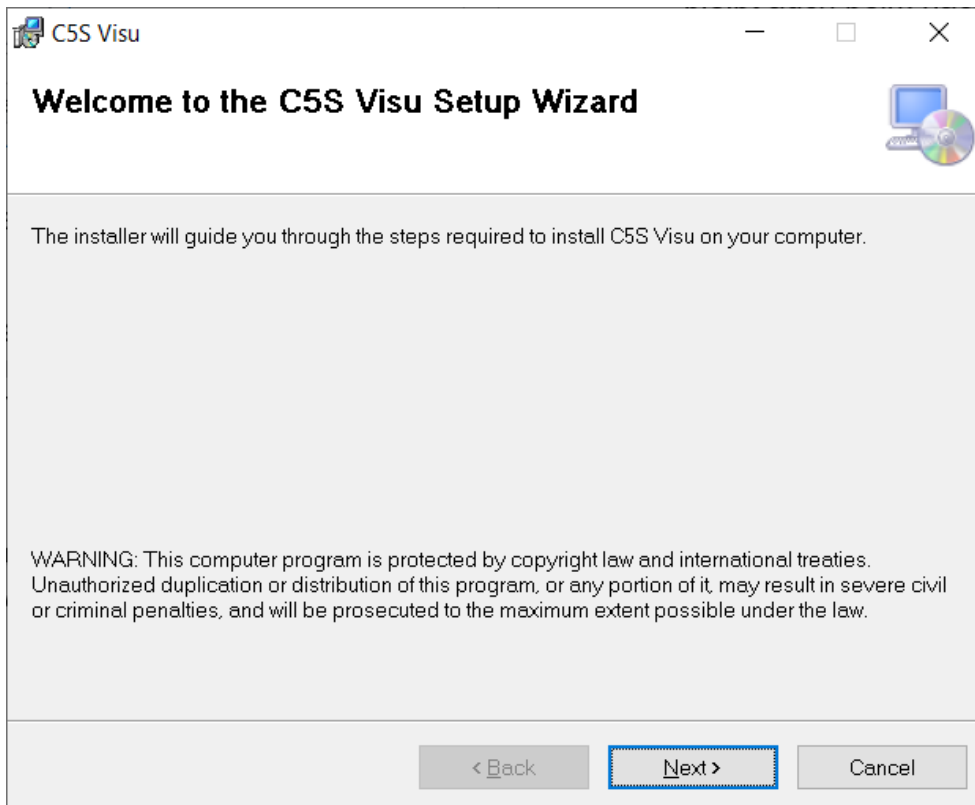 C5S Visu
Welcome to the C5S Visu Setup Wizard
The installer will guide you through the steps required to install C5S Visu on your computer.
WARNING: This computer program is protected by copyright law and international treaties.
Unauthorized duplication or distribution of this program, or any portion of it, may result in severe civil
or criminal penalties, and will be prosecuted to the maximum extent possible under the law.
< Back
Next >
Cancel